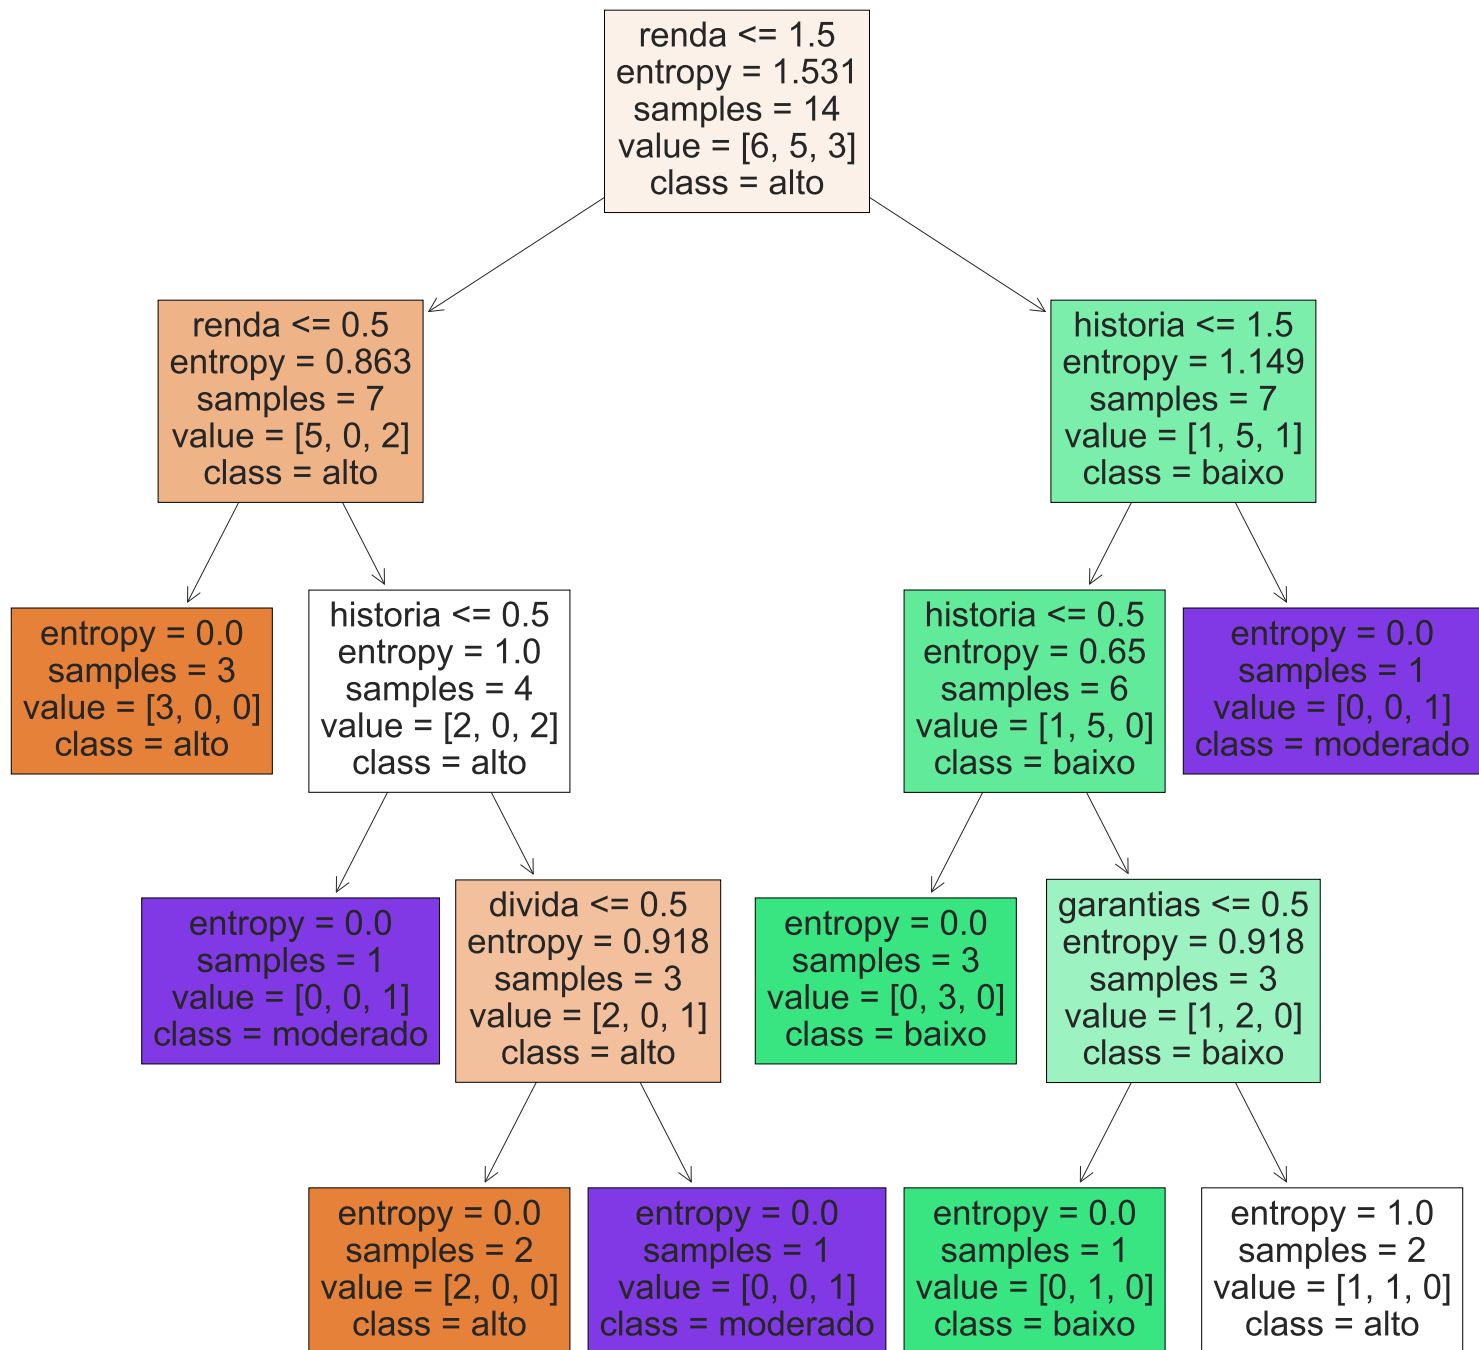 renda <= 1.5
entropy = 1.531
samples = 14
value = [6, 5, 3]
class = alto
renda <= 0.5
entropy = 0.863
samples = 7
value = [5, 0, 2]
class = alto
historia <= 1.5
entropy = 1.149
samples = 7
value = [1, 5, 1]
class = baixo
entropy = 0.0
samples = 3
value = [3, 0, 0]
class = alto
historia <= 0.5
entropy = 1.0
samples = 4
value = [2, 0, 2]
class = alto
historia <= 0.5
entropy = 0.65
samples = 6
value = [1, 5, 0]
class = baixo
entropy = 0.0
samples = 1
value = [0, 0, 1]
class = moderado
entropy = 0.0
samples = 1
value = [0, 0, 1]
class = moderado
divida <= 0.5
entropy = 0.918
samples = 3
value = [2, 0, 1]
class = alto
entropy = 0.0
samples = 3
value = [0, 3, 0]
class = baixo
garantias <= 0.5
entropy = 0.918
samples = 3
value = [1, 2, 0]
class = baixo
entropy = 0.0
samples = 2
value = [2, 0, 0]
class = alto
entropy = 0.0
samples = 1
value = [0, 0, 1]
class = moderado
entropy = 0.0
samples = 1
value = [0, 1, 0]
class = baixo
entropy = 1.0
samples = 2
value = [1, 1, 0]
class = alto